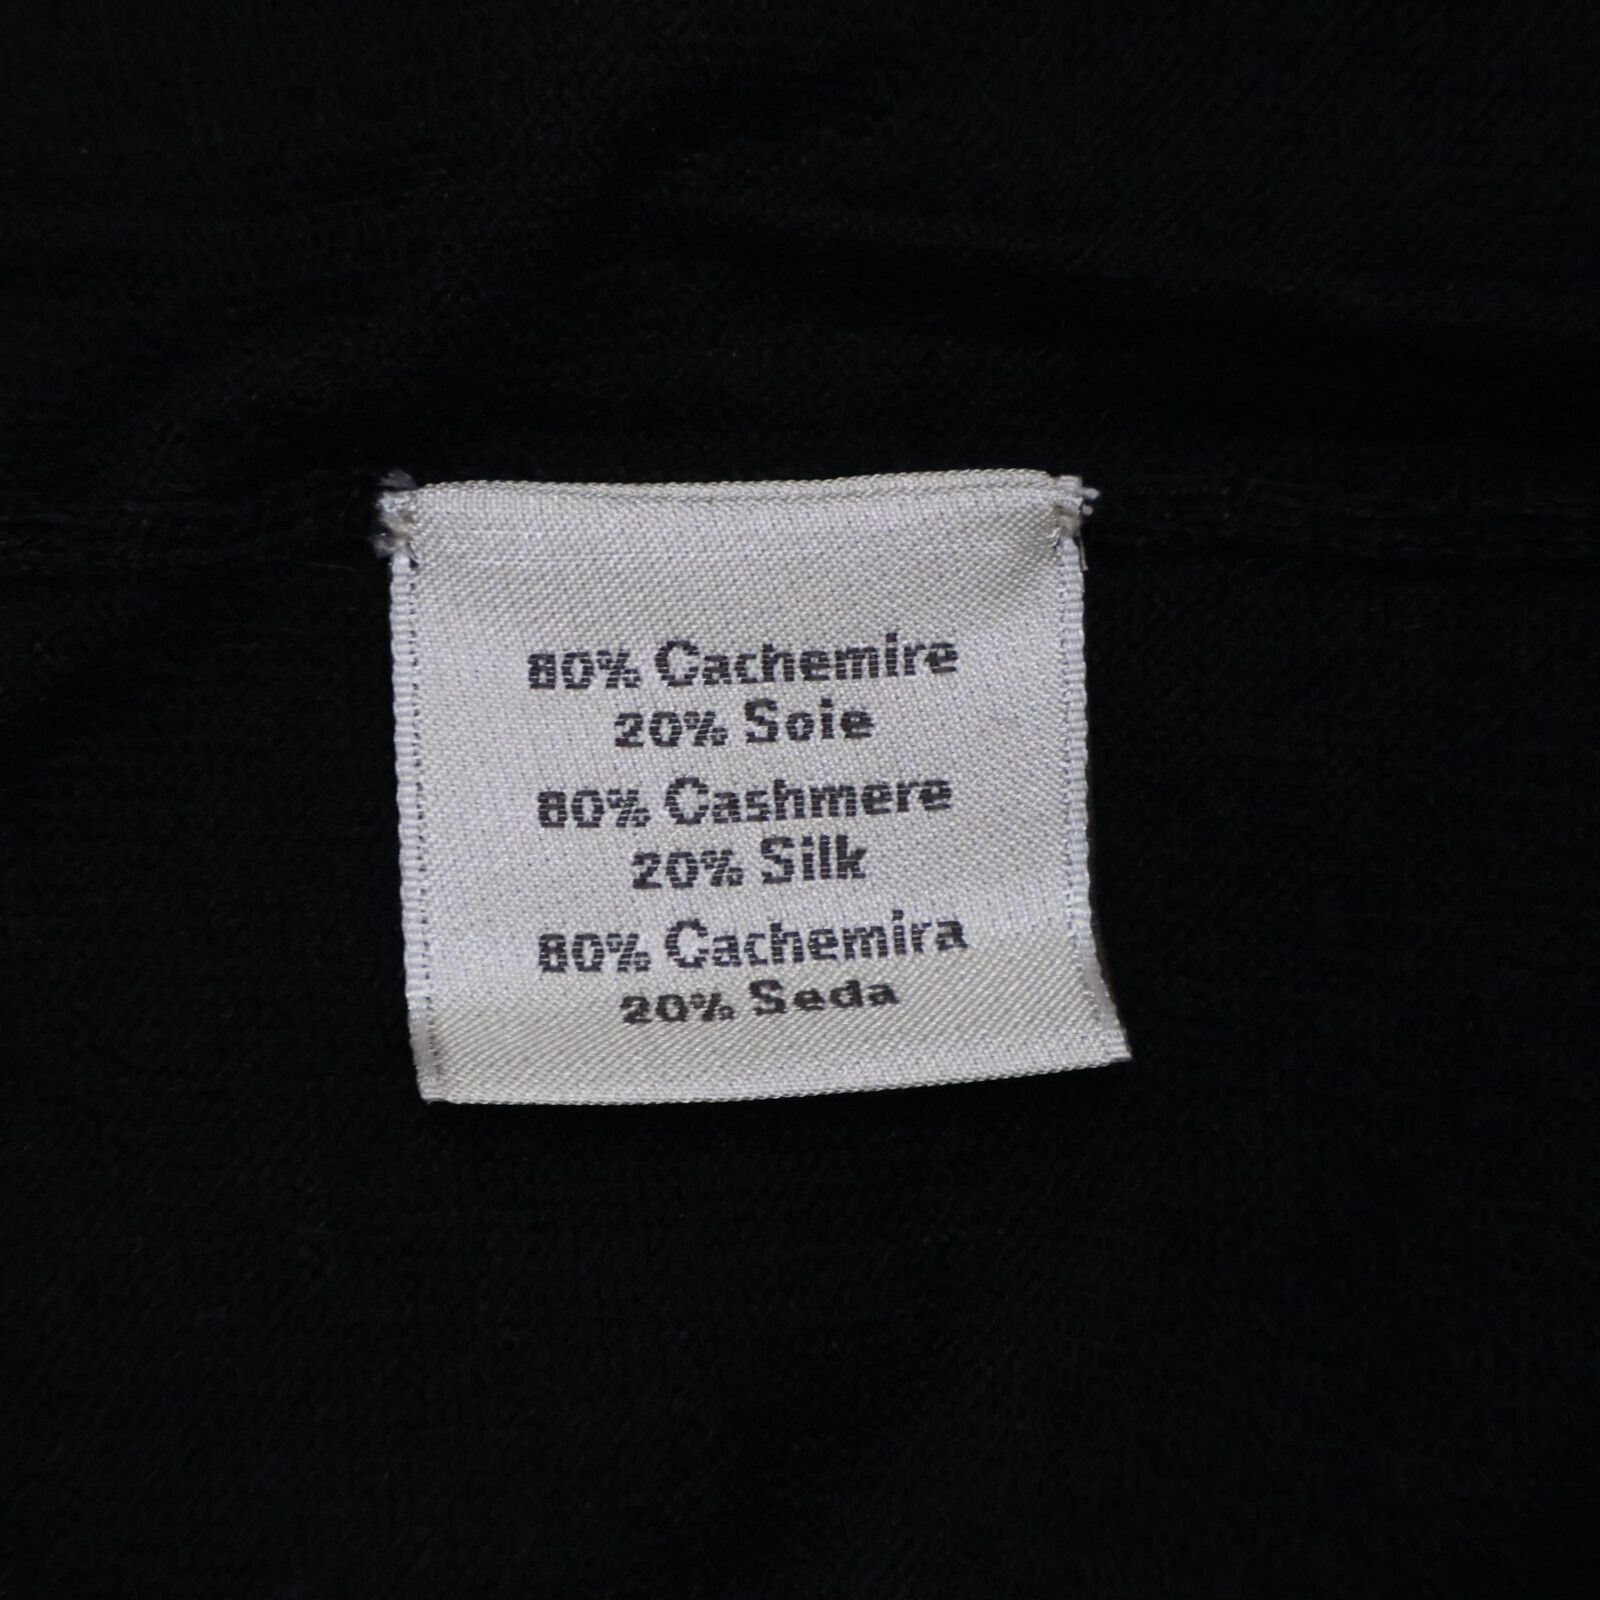 80% Cachemire
20% Soie
80% Cashmere
20% Silk
80% Cachemira
20% Seda